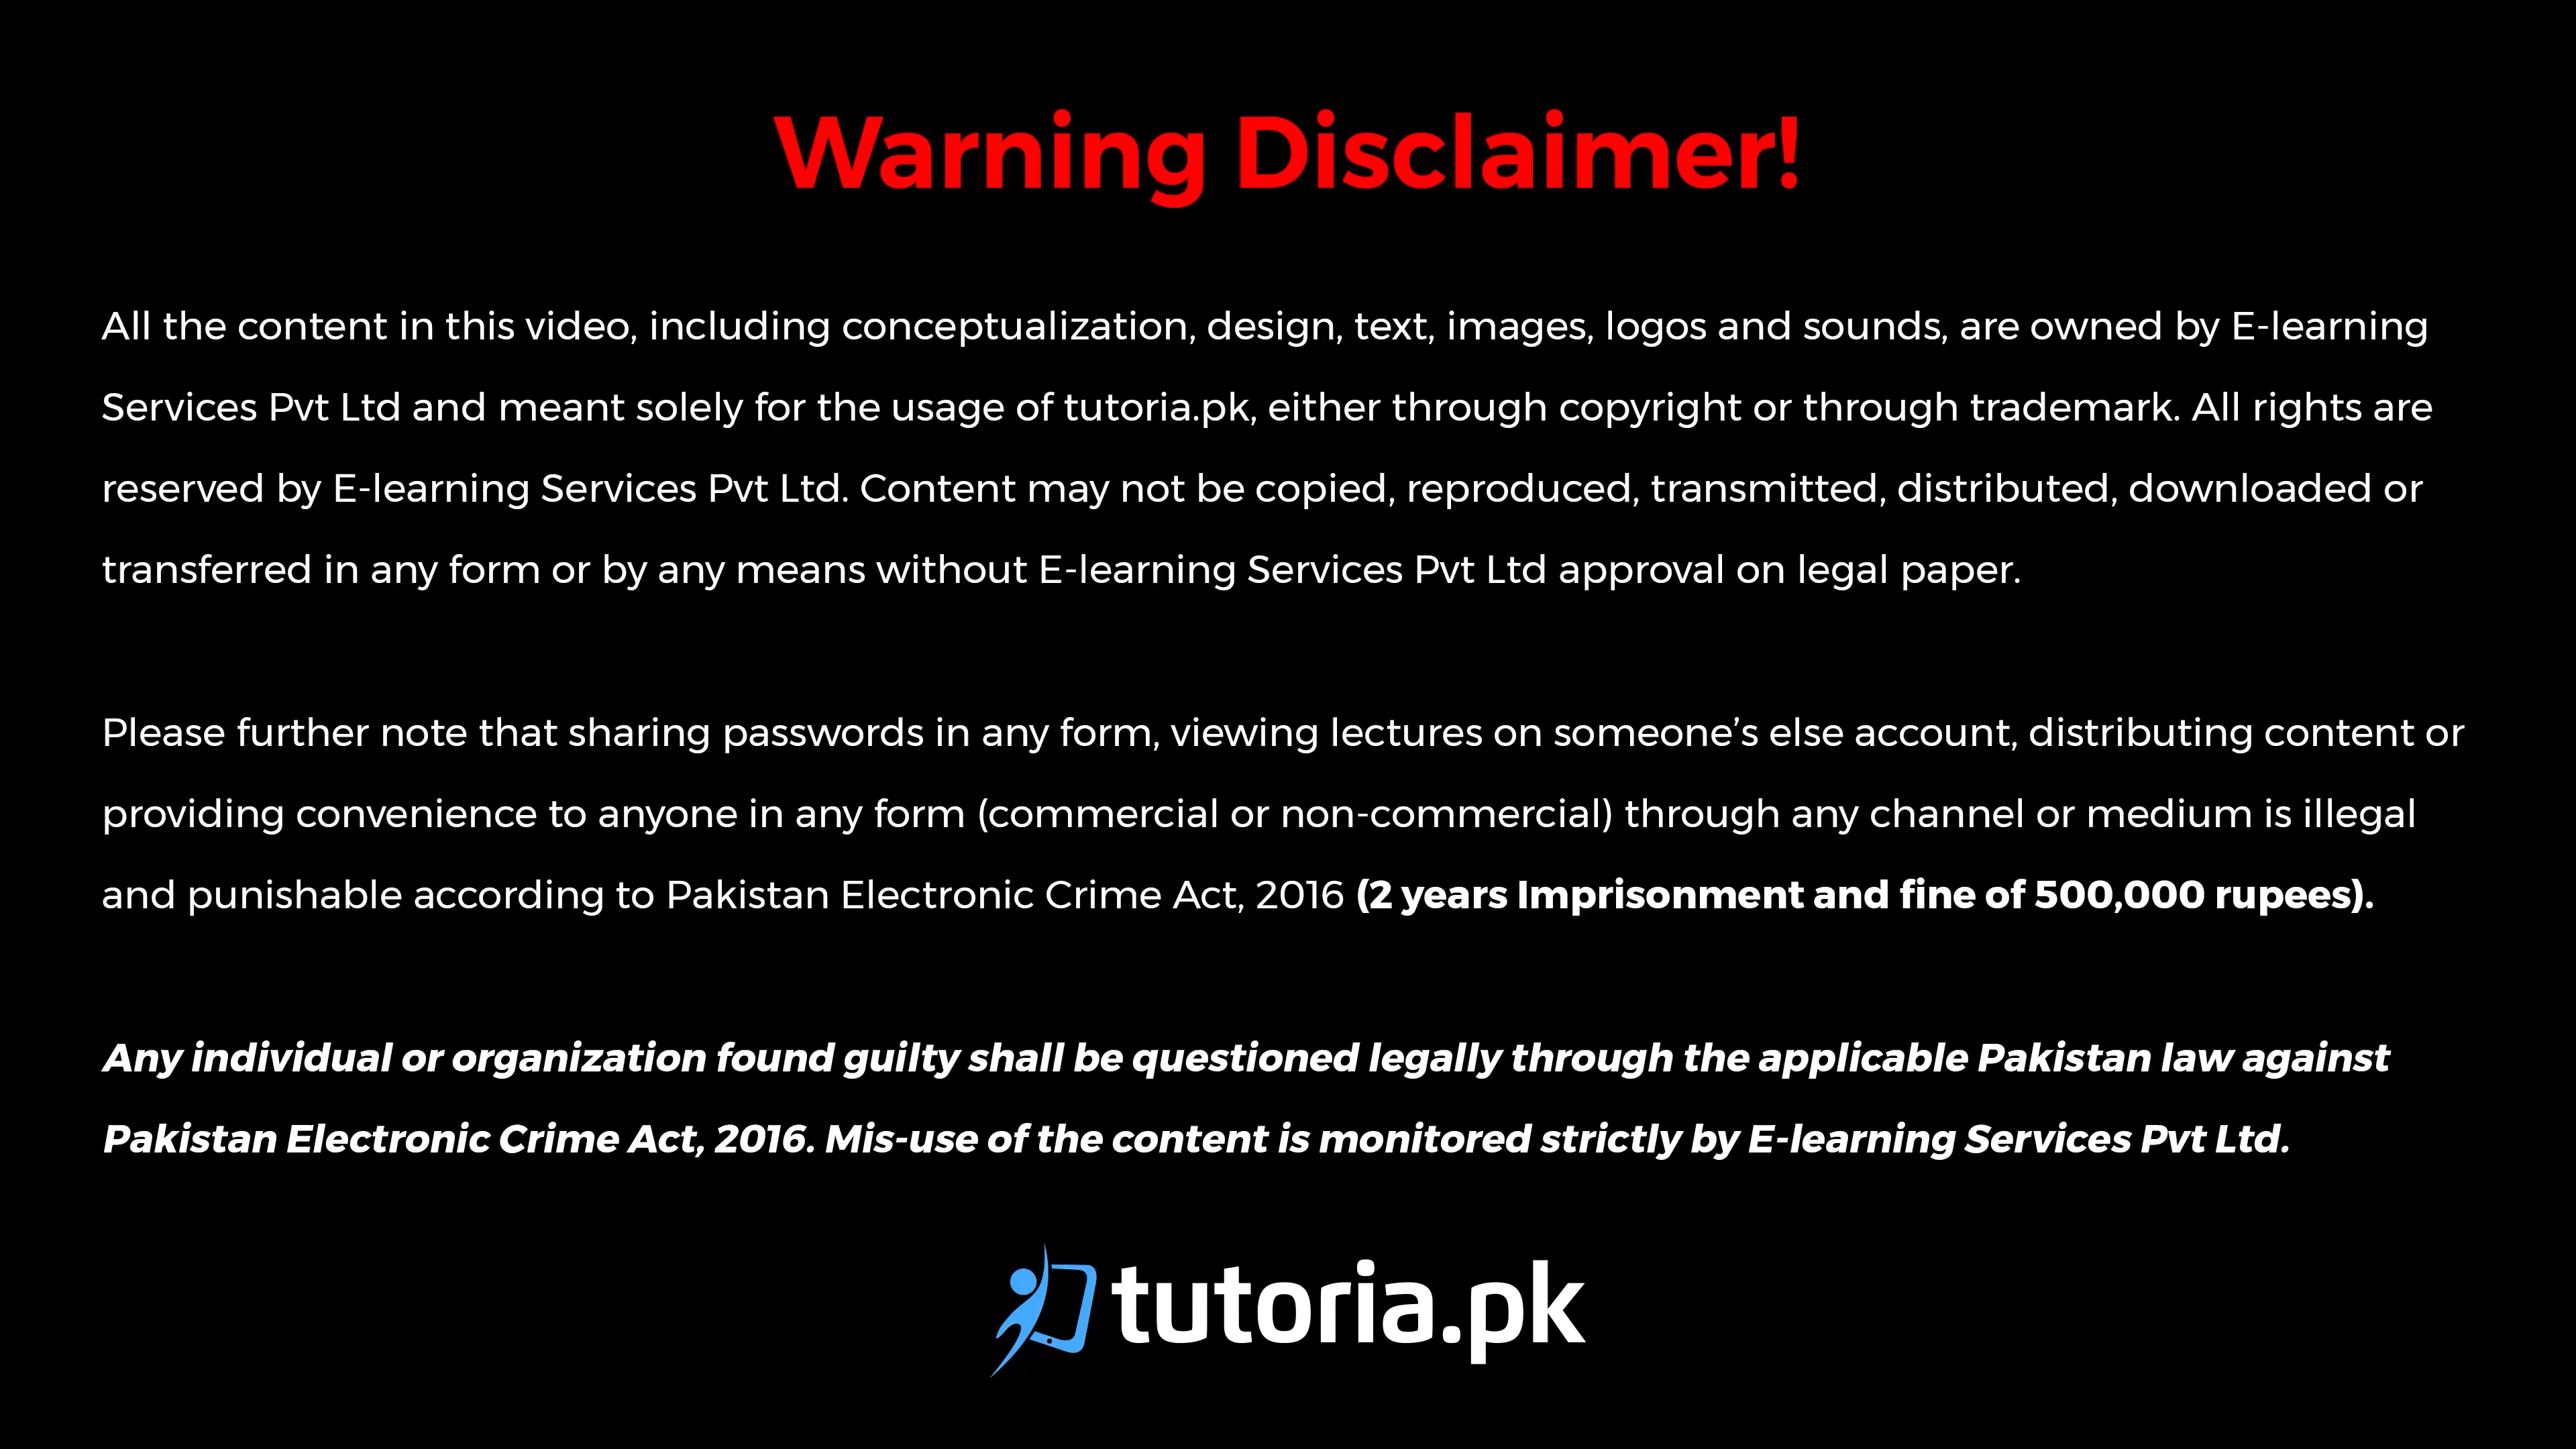 Warning Disclaimer!
All the content in this video, including conceptualization, design, text, images, logos and sounds, are owned by E-learning
Services Pvt Ltd and meant solely for the usage of tutoria.pk, either through copyright or through trademark. All rights are
reserved by E-learning Services Pvt Ltd. Content may not be copied, reproduced, transmitted, distributed, downloaded or
transferred in any form or by any means without E-learning Services Pvt Ltd approval on legal paper.
Please further note that sharing passwords in any form, viewing lectures on someone’s else account, distributing content or
providing convenience to anyone in any form (commercial or non-commercial) through any channel or medium is illegal
and punishable according to Pakistan Electronic Crime Act, 2016 (2 years Imprisonment and fine of 500,000 rupees).
Any individual or organization found guilty shall be questioned legally through the applicable Pakistan law against
Pakistan Electronic Crime Act, 2016. Mis-use of the content is monitored strictly by E-learning Services Pvt Ltd.
tutoria.pk